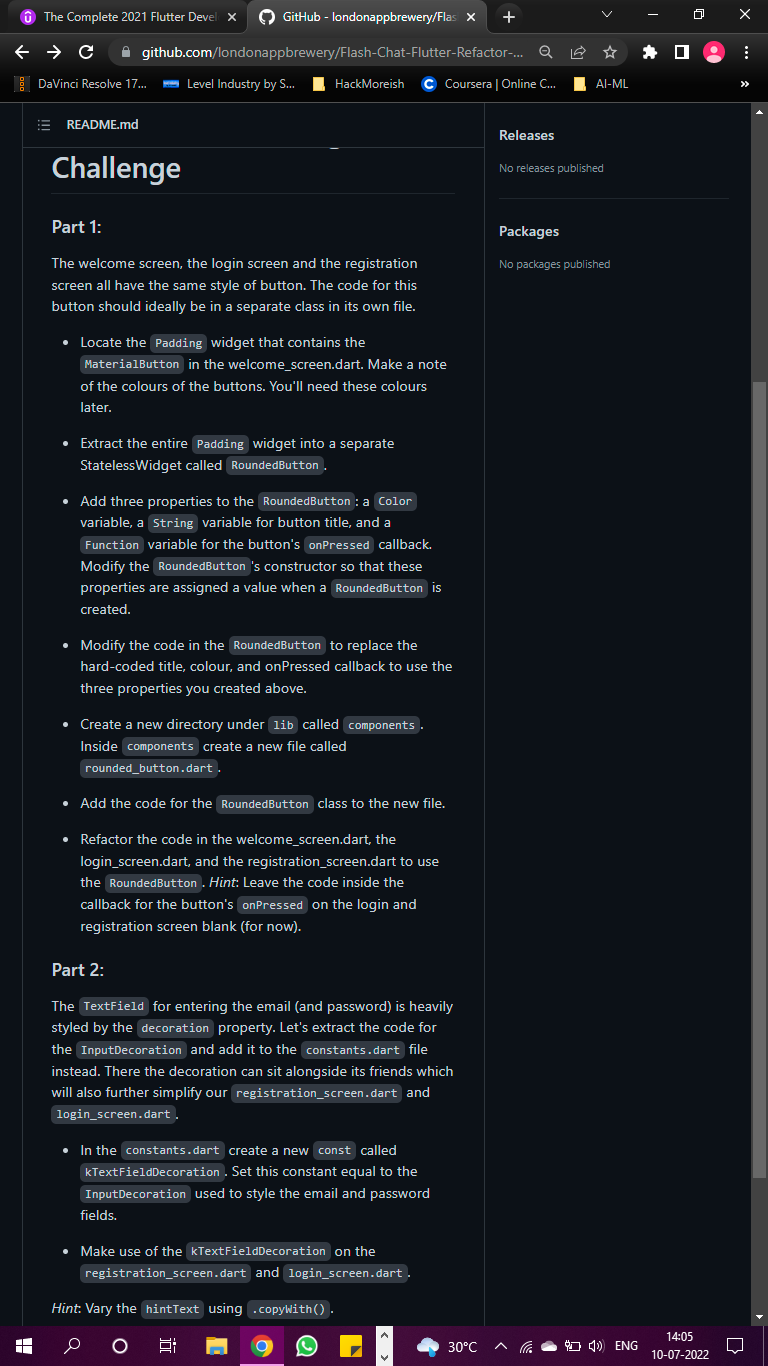 The Complete 2021 Flutter Devel
GitHub - londonappbrewery/Flas
github.com/londonappbrewery/Flash-Chat-Flutter-Refactor-...
DaVinci Resolve 17...
Level Industry by S...
HackMoreish
Coursera | Online C...
AI-ML
README.md
Challenge
Part 1:
The welcome screen, the login screen and the registration
screen all have the same style of button. The code for this
button should ideally be in a separate class in its own file.
• Locate the Padding widget that contains the
MaterialButton in the welcome_screen.dart. Make a note
of the colours of the buttons. You'll need these colours
later.
• Extract the entire Padding widget into a separate
StatelessWidget called RoundedButton.
• Add three properties to the RoundedButton: a Color
variable, a String variable for button title, and a
Function variable for the button's onPressed callback.
Modify the RoundedButton's constructor so that these
properties are assigned a value when a RoundedButton is
created.
• Modify the code in the RoundedButton to replace the
hard-coded title, colour, and onPressed callback to use the
three properties you created above.
• Create a new directory under lib called components.
Inside components create a new file called
rounded_button.dart.
• Add the code for the RoundedButton class to the new file.
• Refactor the code in the welcome_screen.dart, the
login_screen.dart, and the registration_screen.dart to use
the RoundedButton. Hint: Leave the code inside the
callback for the button's onPressed on the login and
registration screen blank (for now).
Part 2:
The TextField for entering the email (and password) is heavily
styled by the decoration property. Let's extract the code for
the InputDecoration and add it to the constants.dart file
instead. There the decoration can sit alongside its friends which
will also further simplify our registration_screen.dart and
login_screen.dart.
• In the constants.dart create a new const called
kTextFieldDecoration. Set this constant equal to the
InputDecoration used to style the email and password
fields.
• Make use of the kTextFieldDecoration on the
registration_screen.dart and login_screen.dart.
Hint: Vary the hintText using .copyWith().
Releases
No releases published
Packages
No packages published
30°C
ENG
14:05
10-07-2022